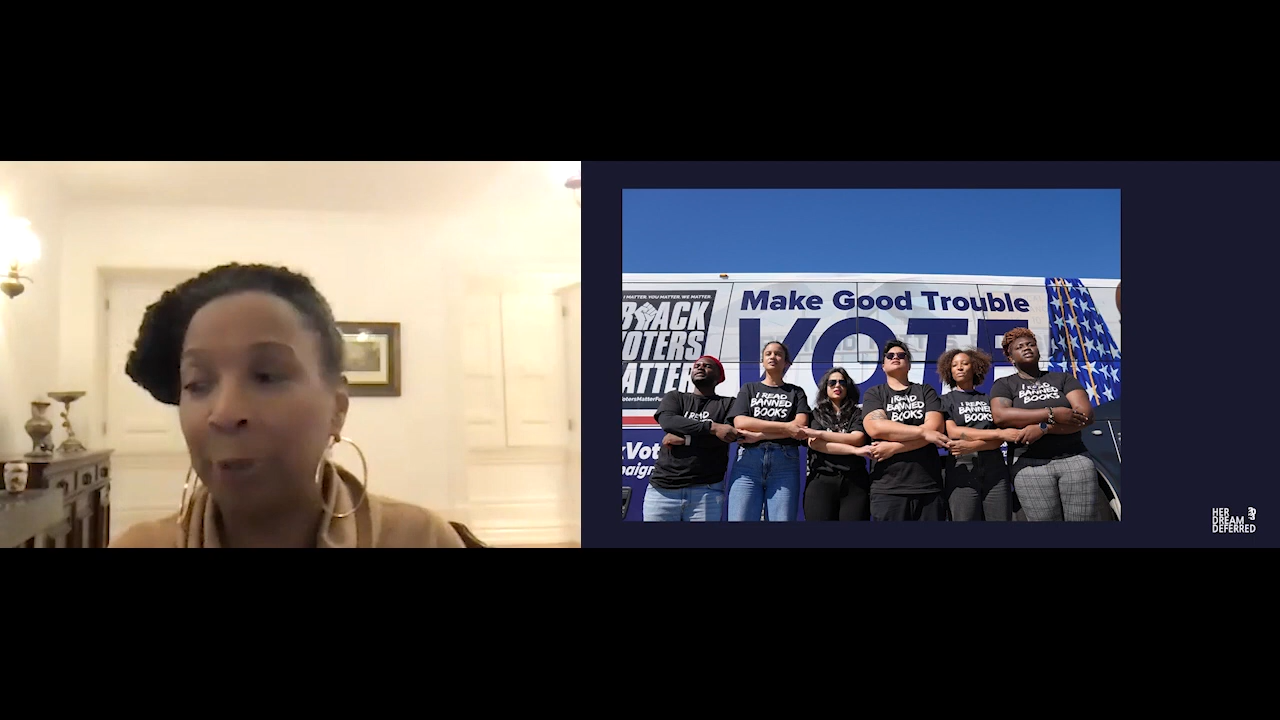 I MATTER. YOU MATTER. WE MATTER.
BLACK
VOTERS
MATTER
Make Good Trouble
VOTE
I READ
BANNED
BOOKS
I READ
BANNED
BOOKS
I READ
BANNED
BOOKS
I READ
BANNED
BOOKS
I READ
BANNED
BOOKS
HER
DREAM
DEFERRED